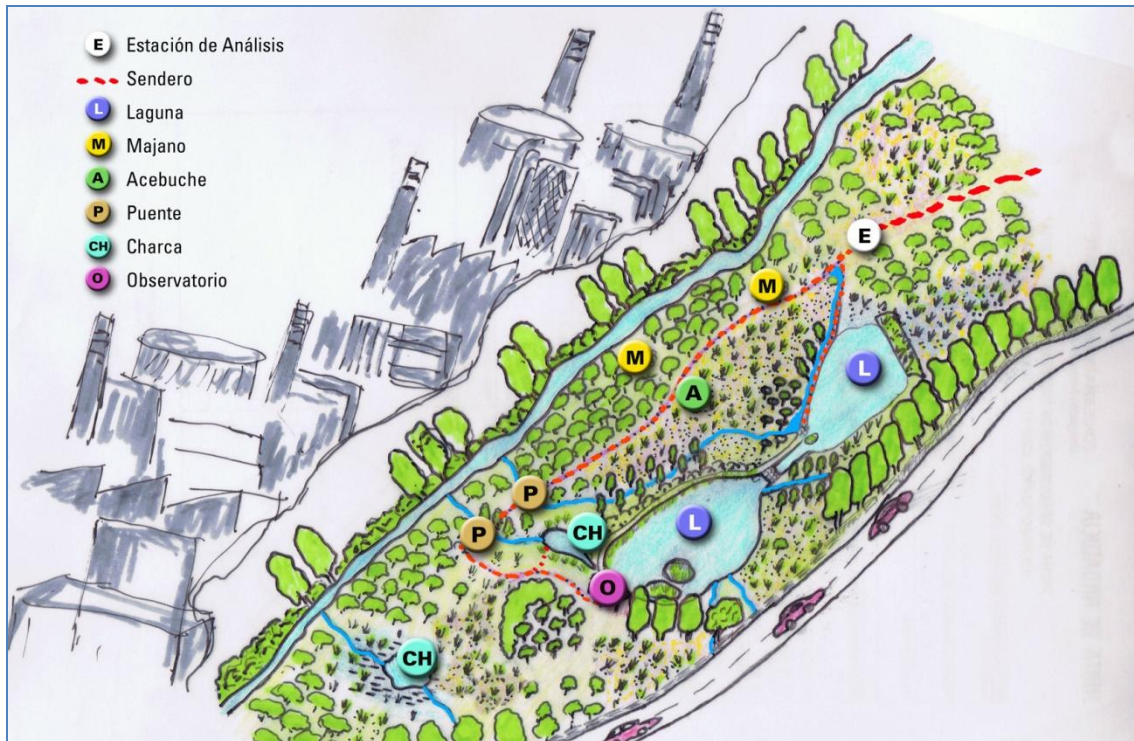 E Estación de Análisis
Sendero
L Laguna
M Majano
A Acebuche
P Puente
CH Charca
O Observatorio
E
M
M
L
A
P
L
P
CH
O
CH